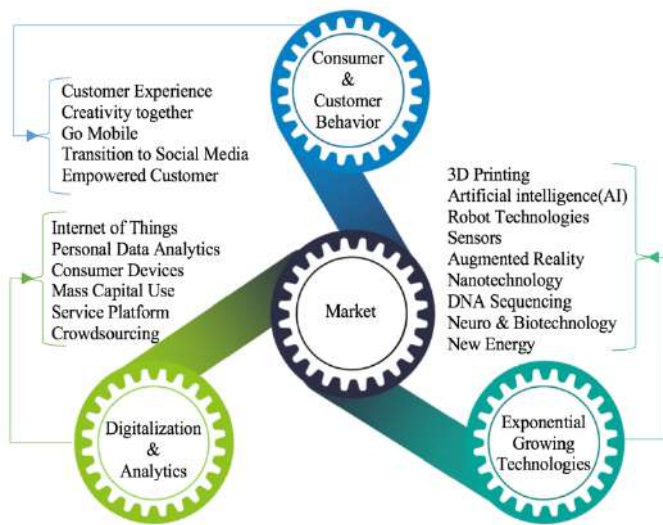 Consumer
&
Customer
Behavior
Customer Experience
Creativity together
Go Mobile
Transition to Social Media
Empowered Customer
3D Printing
Artificial intelligence(AI)
Robot Technologies
Sensors
Augmented Reality
Nanotechnology
DNA Sequencing
Neuro & Biotechnology
New Energy
Internet of Things
Personal Data Analytics
Consumer Devices
Mass Capital Use
Service Platform
Crowdsourcing
Market
Digitalization
&
Analytics
Exponential
Growing
Technologies